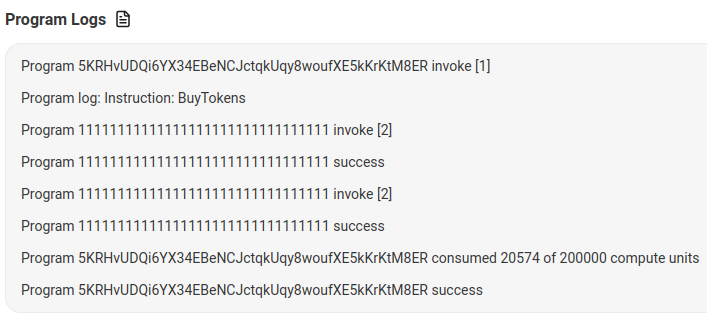 Program Logs
Program 5KRHvUDQi6YX34EBeNCJctqkUqy8woufXE5kKrKtM8ER invoke [1]
Program log: Instruction: BuyTokens
Program 11111111111111111111111111111111 invoke [2]
Program 11111111111111111111111111111111 success
Program 11111111111111111111111111111111 invoke [2]
Program 11111111111111111111111111111111 success
Program 5KRHvUDQi6YX34EBeNCJctqkUqy8woufXE5kKrKtM8ER consumed 20574 of 200000 compute units
Program 5KRHvUDQi6YX34EBeNCJctqkUqy8woufXE5kKrKtM8ER success